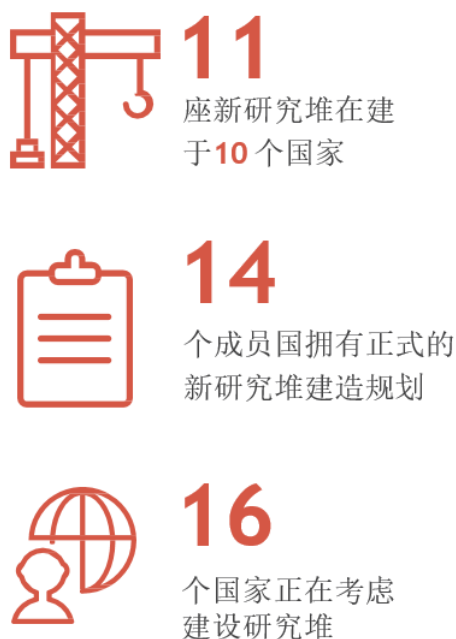 11
座新研究堆在建
于10个国家
14
个成员国拥有正式的
新研究堆建造规划
16
个国家正在考虑
建设研究堆